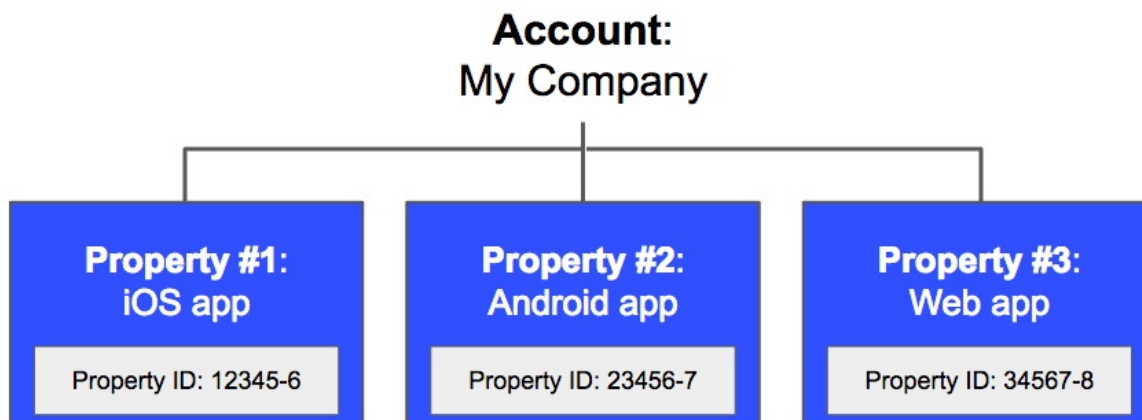 Account:
My Company
Property #1:
iOS app
Property ID: 12345-6
Property #2:
Android app
Property ID: 23456-7
Property #3:
Web app
Property ID: 34567-8